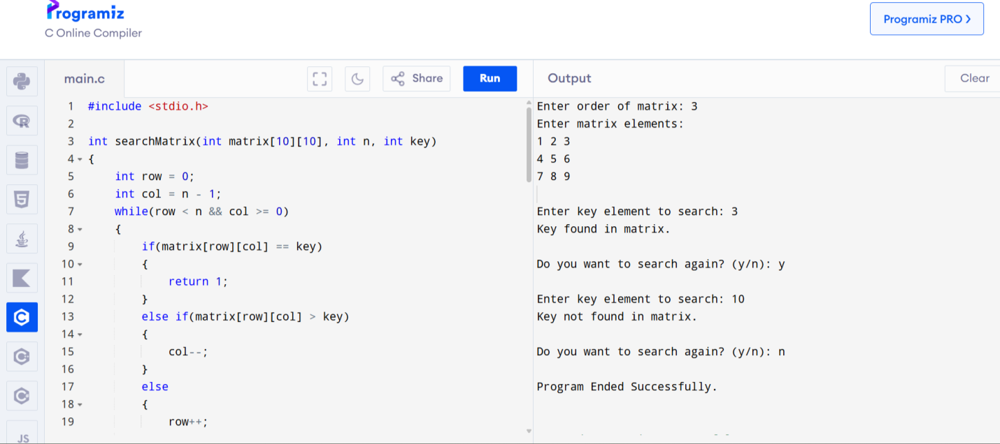 Programiz
C Online Compiler
Programiz PRO >
main.c
Share
Run
Output
Clear
1 #include <stdio.h>
2
3 int searchMatrix(int matrix[10][10], int n, int key)
4 {
5 int row = 0;
6 int col = n - 1;
7 while(row < n && col >= 0)
8 {
9 if(matrix[row][col] == key)
10 {
11 return 1;
12 }
13 else if(matrix[row][col] > key)
14 {
15 col--;
16 }
17 else
18 {
19 row++;
Enter order of matrix: 3
Enter matrix elements:
1 2 3
4 5 6
7 8 9
Enter key element to search: 3
Key found in matrix.
Do you want to search again? (y/n): y
Enter key element to search: 10
Key not found in matrix.
Do you want to search again? (y/n): n
Program Ended Successfully.
JS